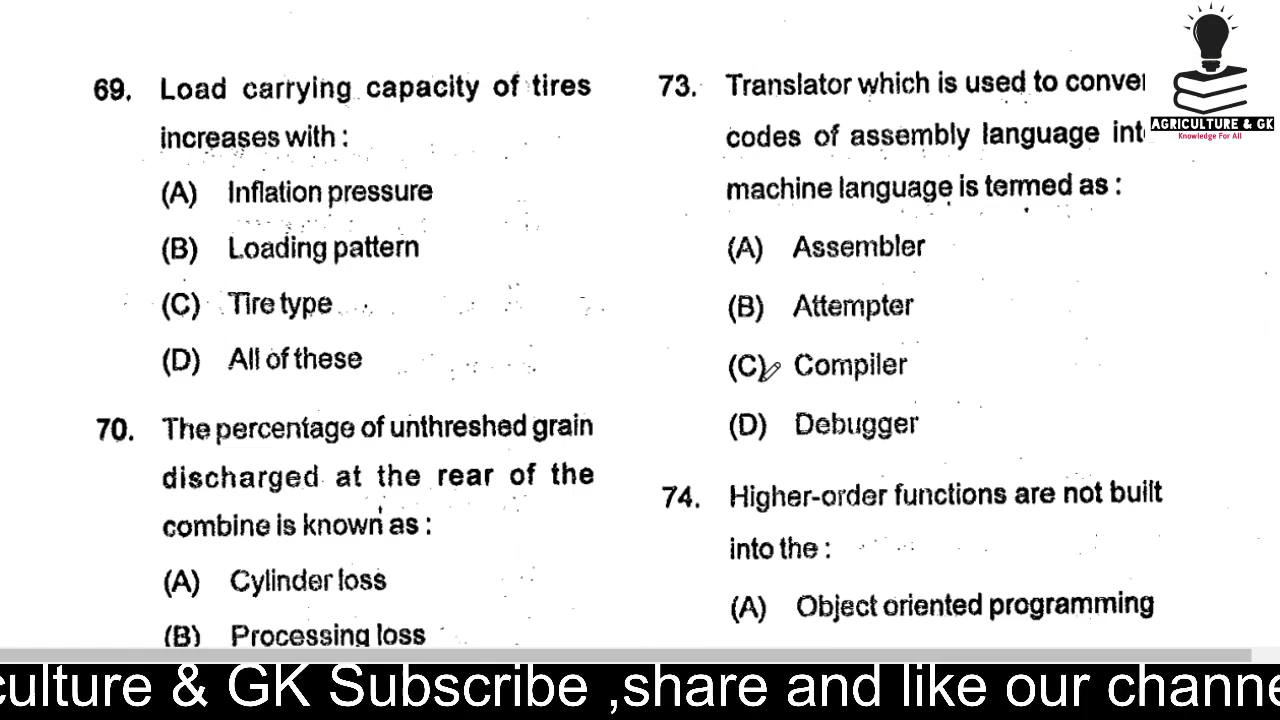 69. Load carrying capacity of tires
increases with :
(A) Inflation pressure
(B) Loading pattern
(C) Tire type
(D) All of these
70. The percentage of unthreshed grain
discharged at the rear of the
combine is known as :
(A) Cylinder loss
(B) Processing loss
73. Translator which is used to
codes of assembly language
machine language is termed as :
(A) Assembler
(B) Attempter
(C) Compiler
(D) Debugger
74. Higher-order functions are not built
into the :
(A) Object oriented programming
AGRICULTURE & GK
Knowledge For All
culture & GK Subscribe ,share and like our channe